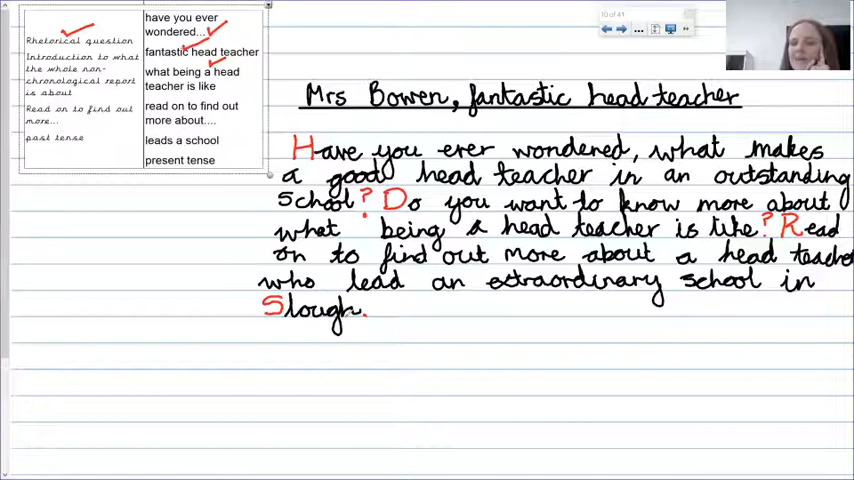 Rhetorical question
Introduction to what
the whole non-
chronological report
is about
Read on to find out
more...
past tense
have you ever
wondered...
fantastic head teacher
what being a head
teacher is like
read on to find out
more about....
leads a school
present tense
10 of 41
Mrs Bowen, fantastic head teacher
Have you ever wondered, what makes
a good head teacher in an outstanding
School? Do you want to know more about
what being a head teacher is like? Read
on to find out more about a head teacher
who lead an extraordinary school in
Slough.